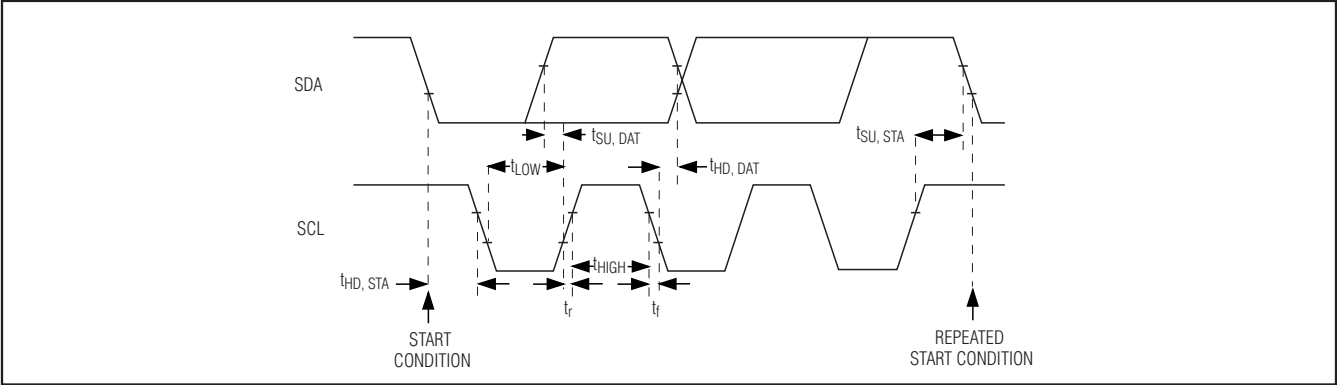 SDA
tSU, DAT
tSU, STA
tLOW
tHD, DAT
SCL
tHIGH
tHD, STA
tr
tf
START
CONDITION
REPEATED
START CONDITION